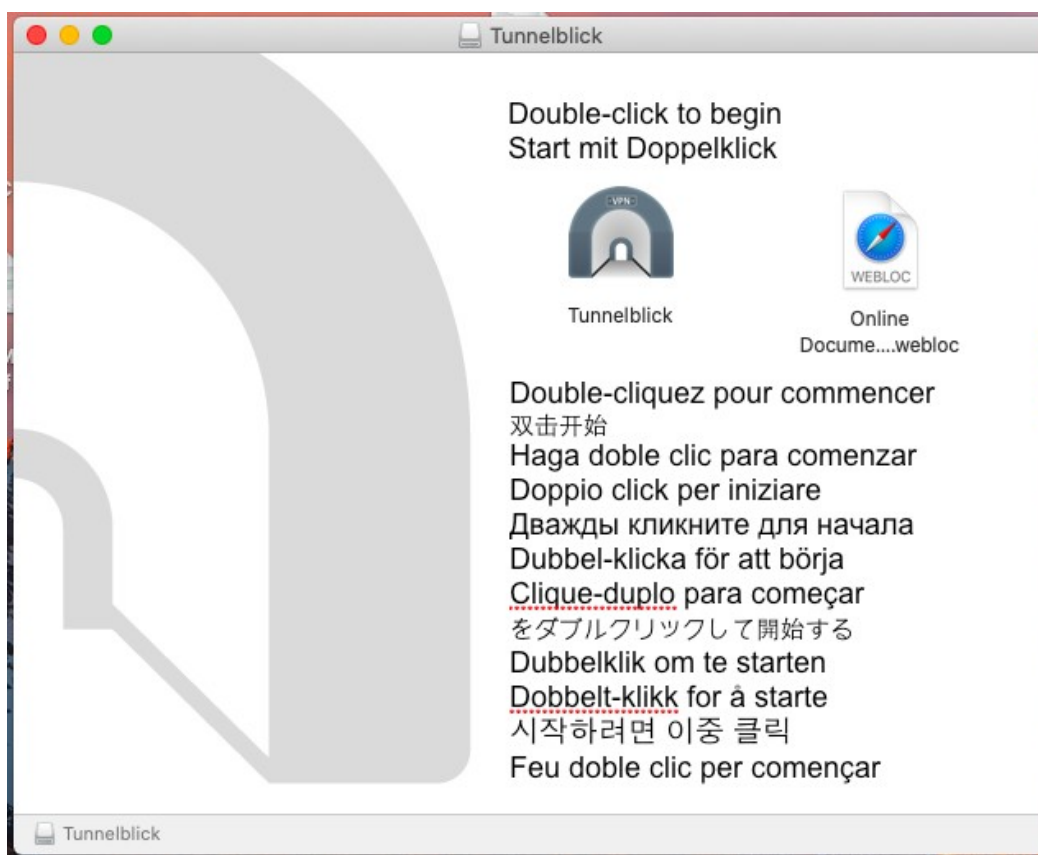 Tunnelblick
Double-click to begin
Start mit Doppelklick
VPN
WEBLOC
Tunnelblick
Online
Docume....webloc
Double-cliquez pour commencer
双击开始
Haga doble clic para comenzar
Doppio click per iniziare
Дважды кликните для начала
Dubbel-klicka för att börja
Clique-duplo para começar
をダブルクリックして開始する
Dubbelklik om te starten
Dobbelt-klikk for å starte
시작하려면 이중 클릭
Feu doble clic per començar
Tunnelblick